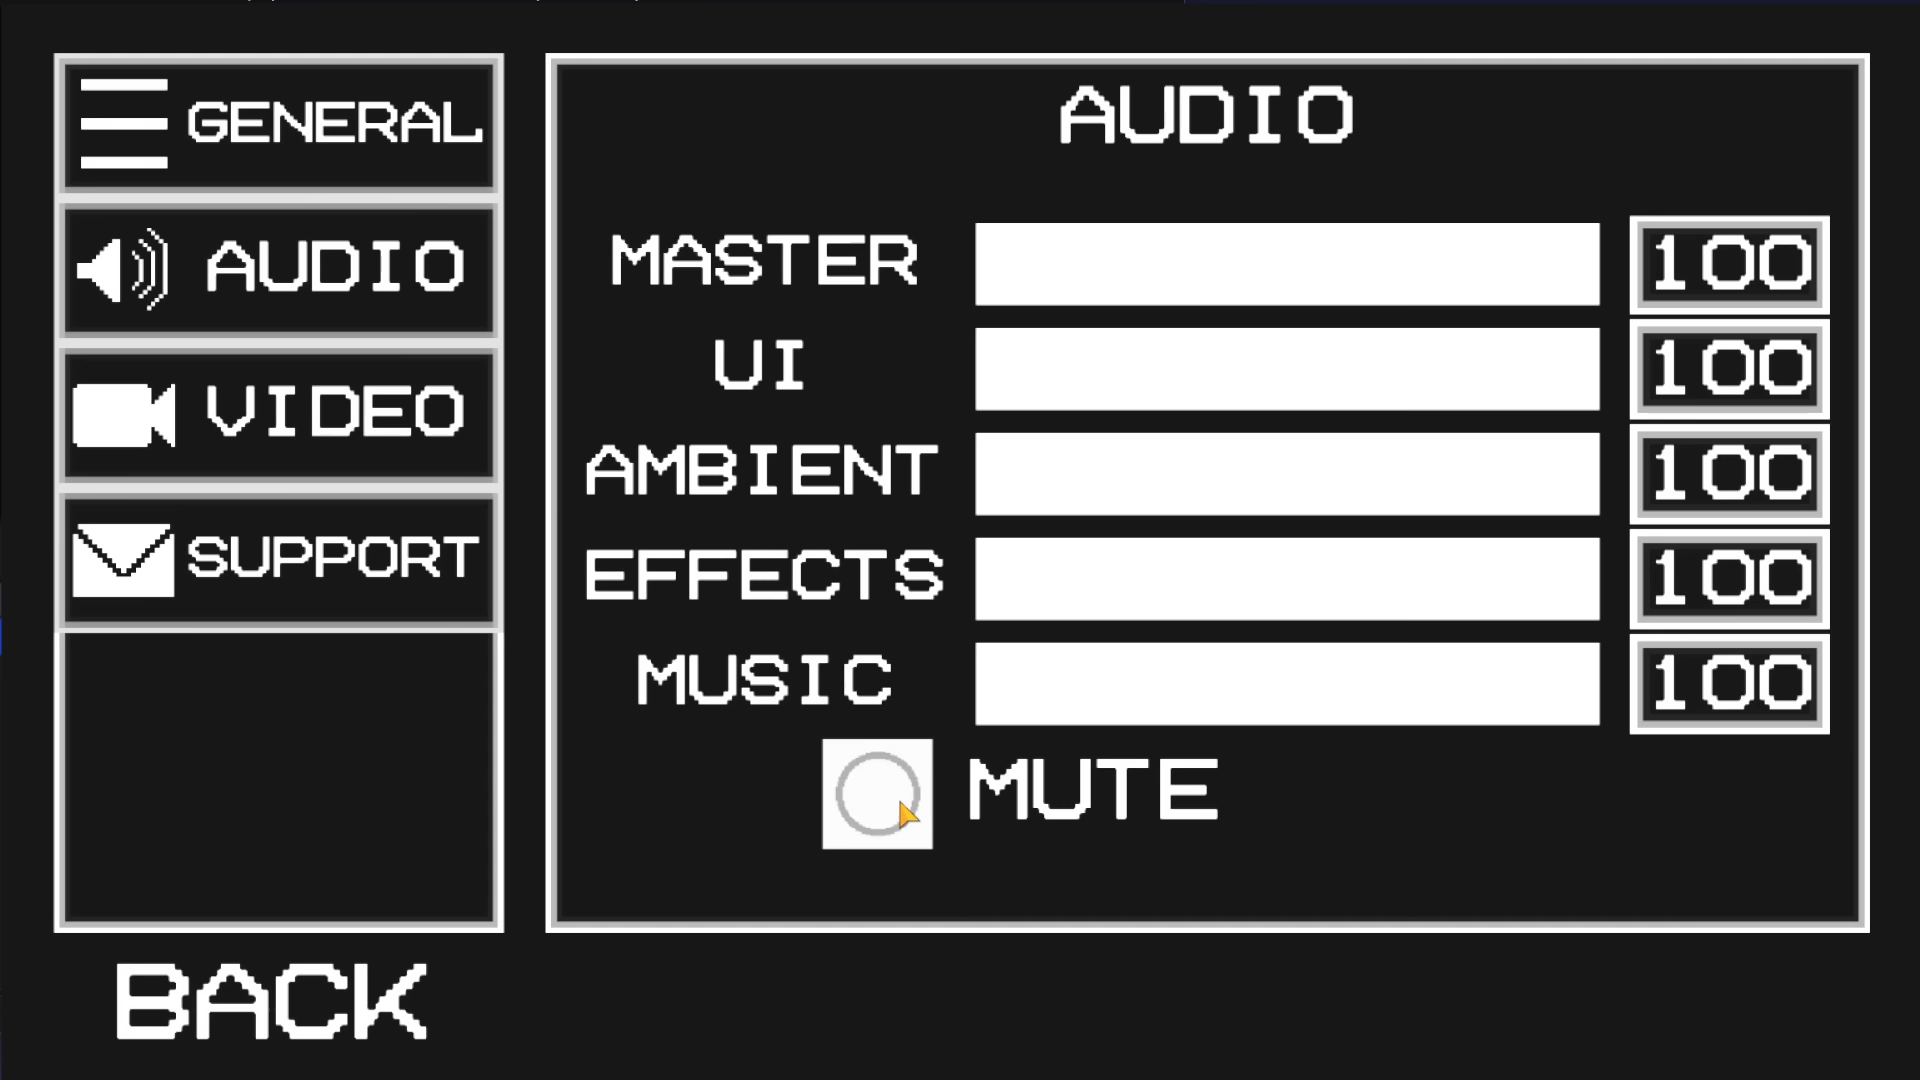 GENERAL
AUDIO
VIDEO
SUPPORT
BACK
AUDIO
MASTER 100
UI 100
AMBIENT 100
EFFECTS 100
MUSIC 100
MUTE